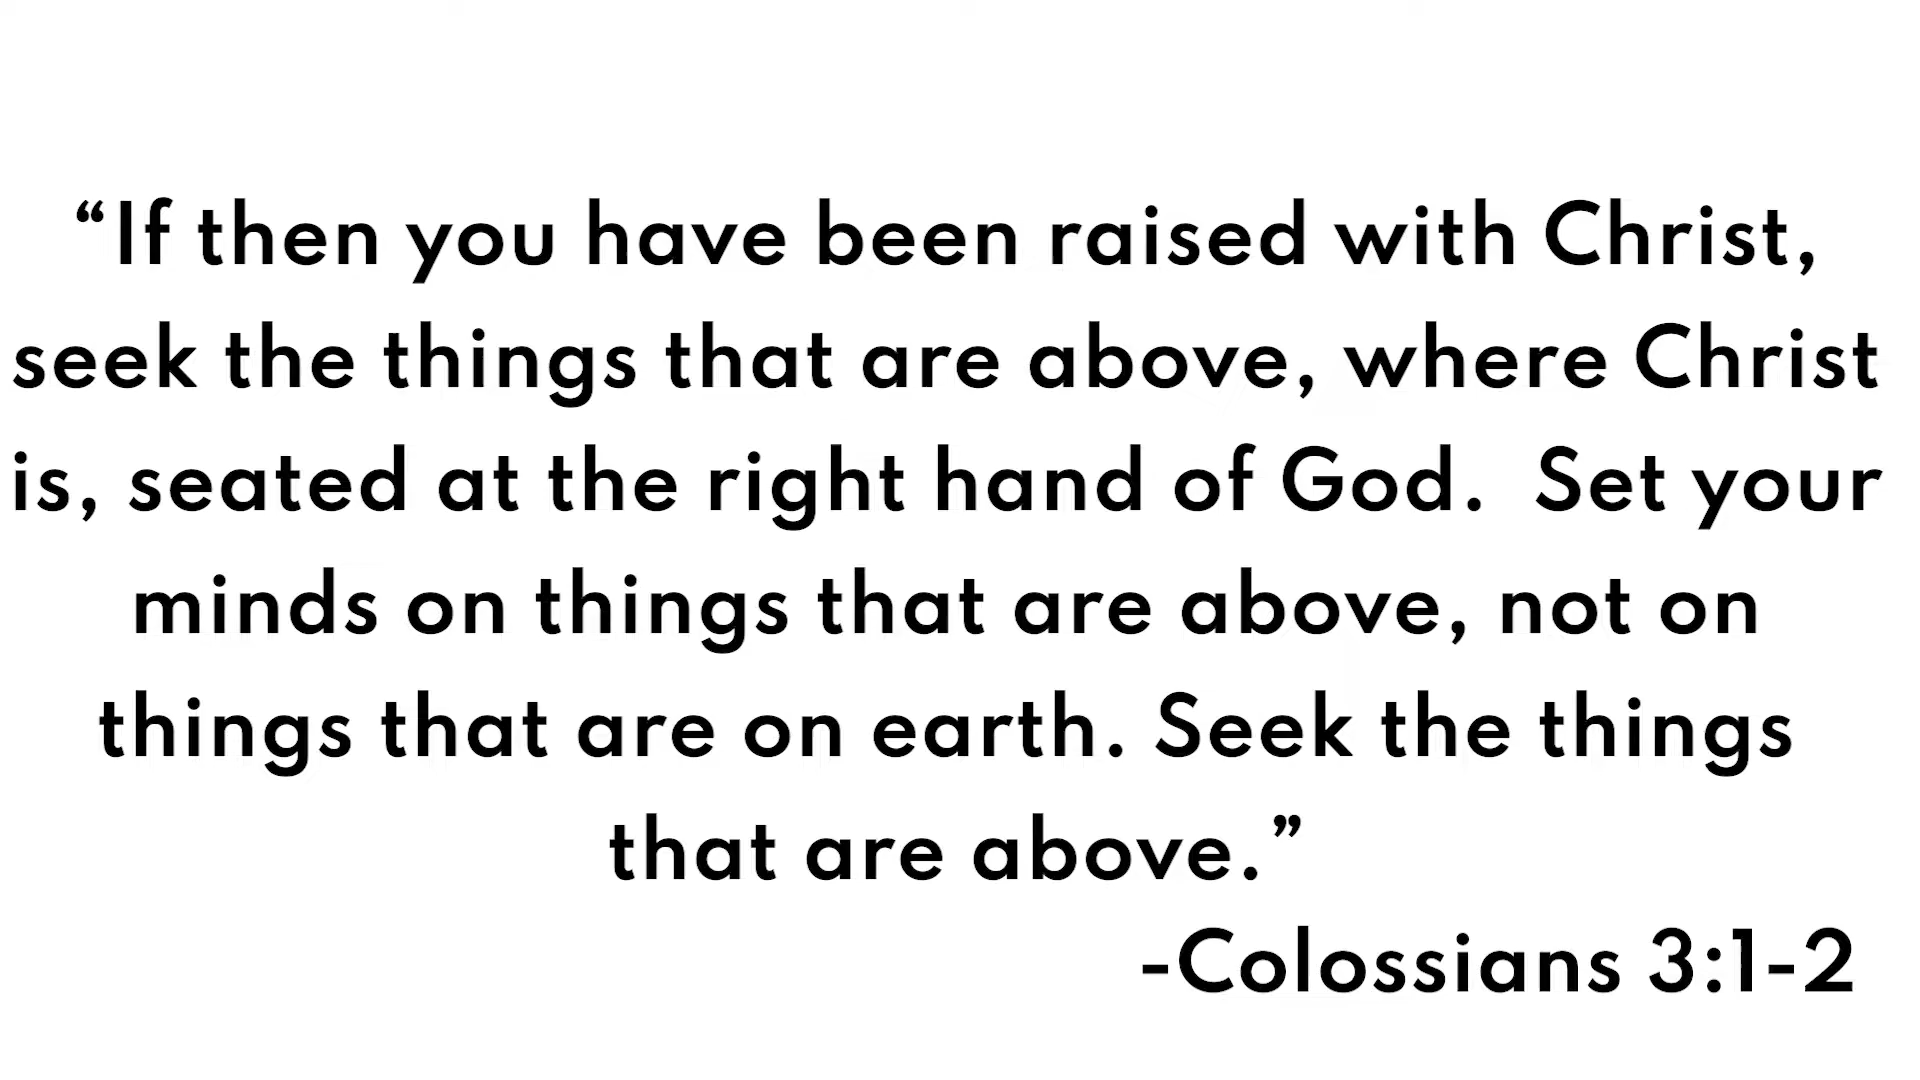 “If then you have been raised with Christ,
seek the things that are above, where Christ
is, seated at the right hand of God.  Set your
minds on things that are above, not on
things that are on earth. Seek the things
that are above.”
-Colossians 3:1-2